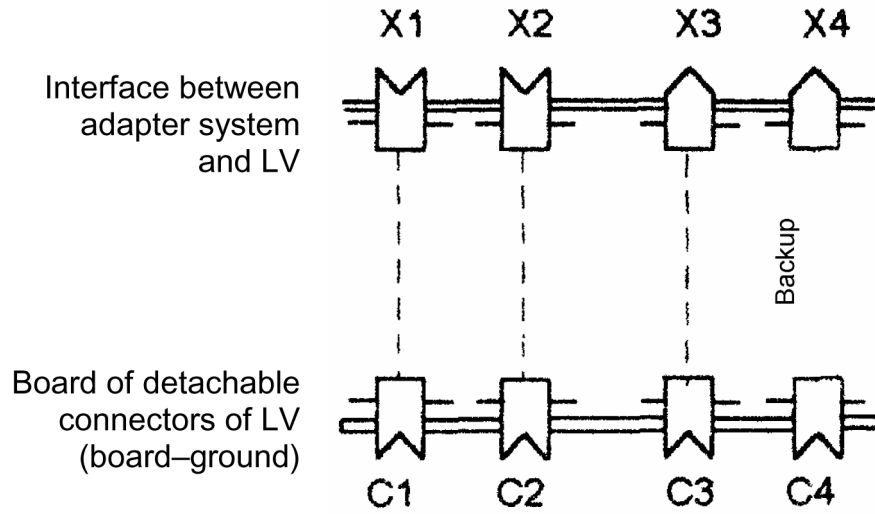 X1 X2 X3 X4
Interface between
adapter system
and LV
Backup
Board of detachable
connectors of LV
(board–ground)
C1 C2 C3 C4